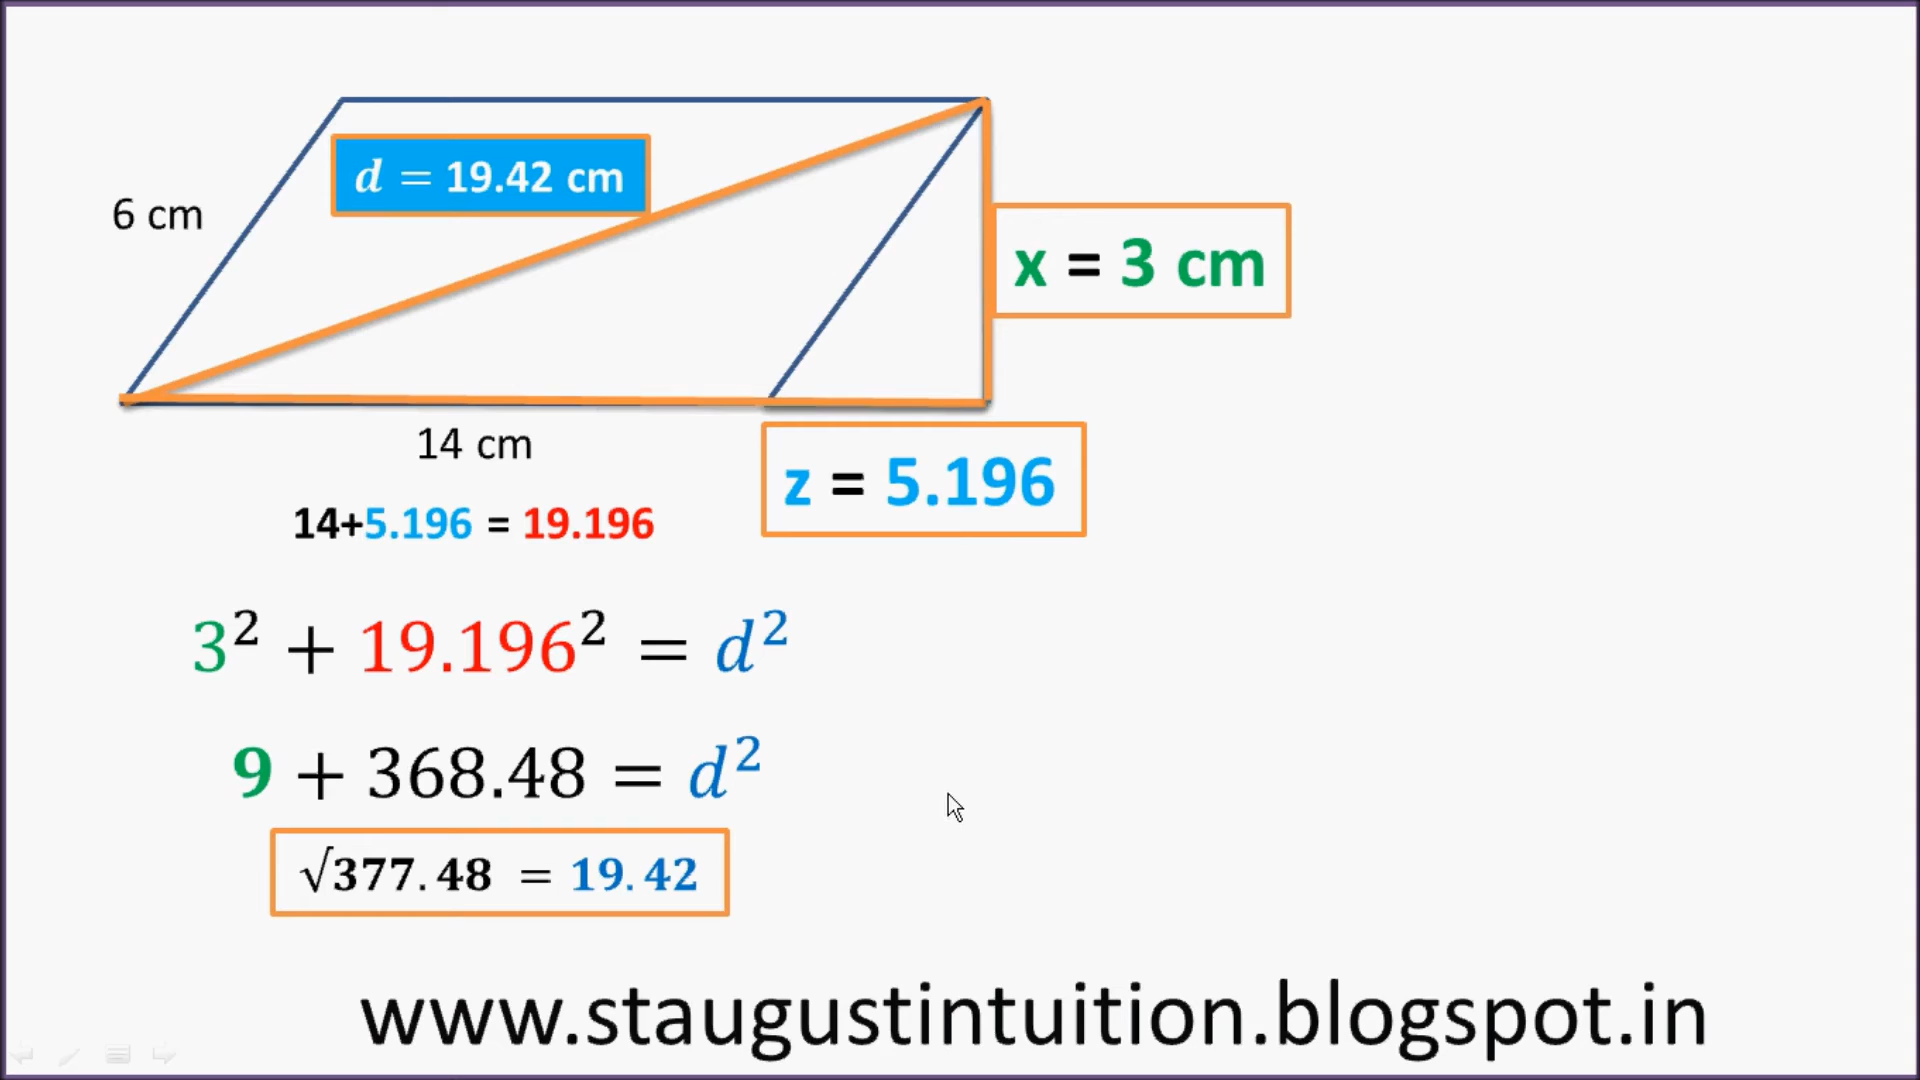 d = 19.42 cm
6 cm
x = 3 cm
14 cm
z = 5.196
14+5.196 = 19.196
3² + 19.196² = d²
9 + 368.48 = d²
√377.48 = 19.42
www.staugustintuition.blogspot.in